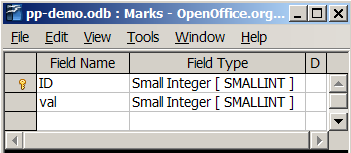 pp-demo.odb : Marks - OpenOffice.org...
File Edit View Tools Window Help
Field Name Field Type D
ID Small Integer [ SMALLINT ]
val Small Integer [ SMALLINT ]